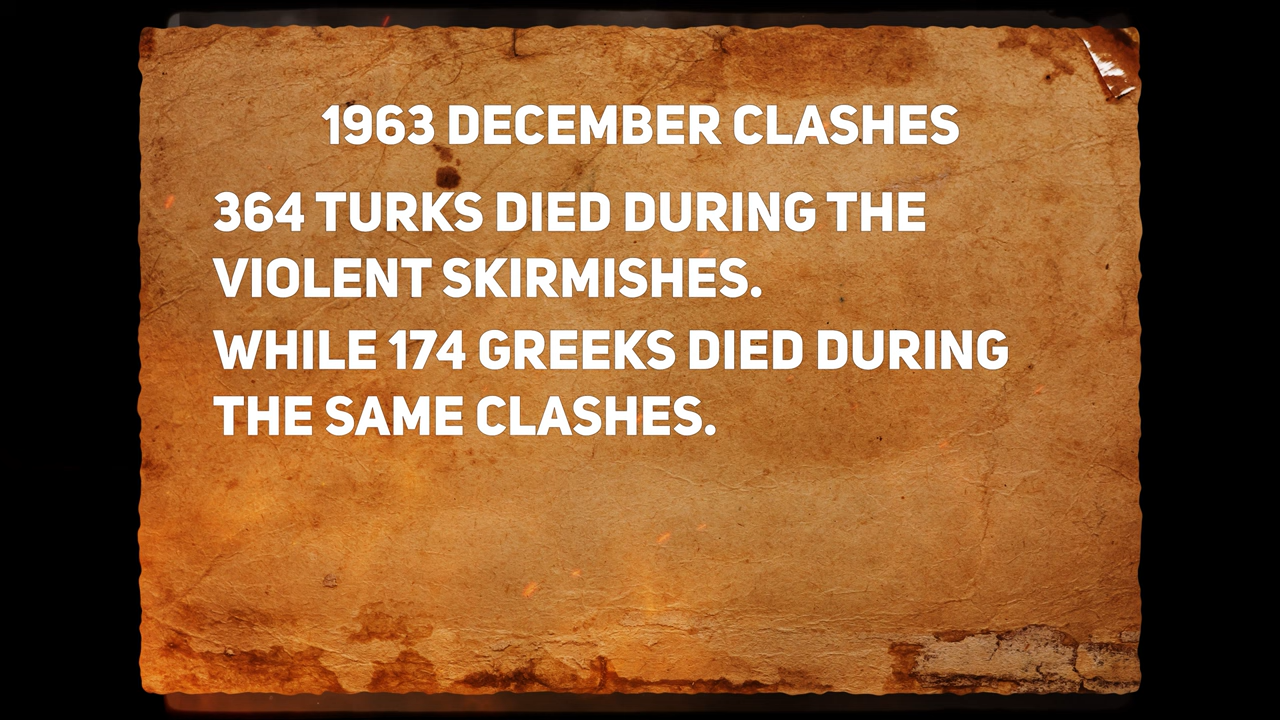 1963 DECEMBER CLASHES
364 TURKS DIED DURING THE
VIOLENT SKIRMISHES.
WHILE 174 GREEKS DIED DURING
THE SAME CLASHES.